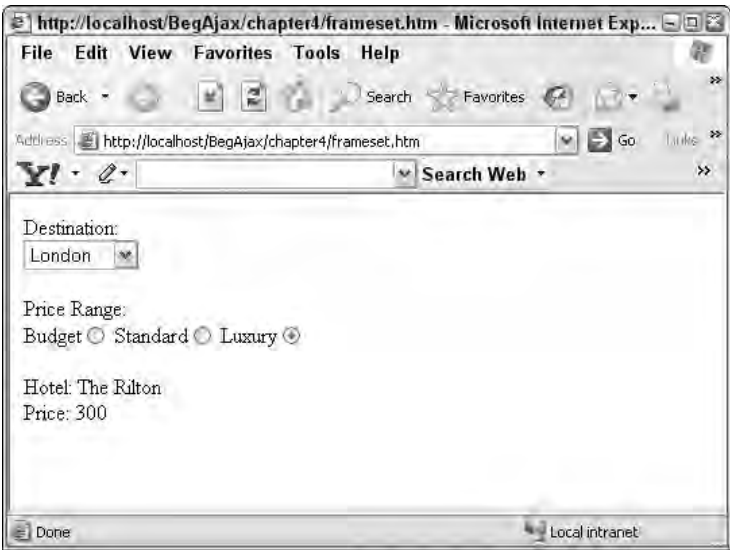 http://localhost/BegAjax/chapter4/frameset.htm - Microsoft Internet Exp...
File Edit View Favorites Tools Help
Back Search Favorites »
Address http://localhost/BegAjax/chapter4/frameset.htm Go Links »
Y! Search Web »
Destination:
London
Price Range:
Budget Standard Luxury
Hotel: The Rilton
Price: 300
Done Local intranet